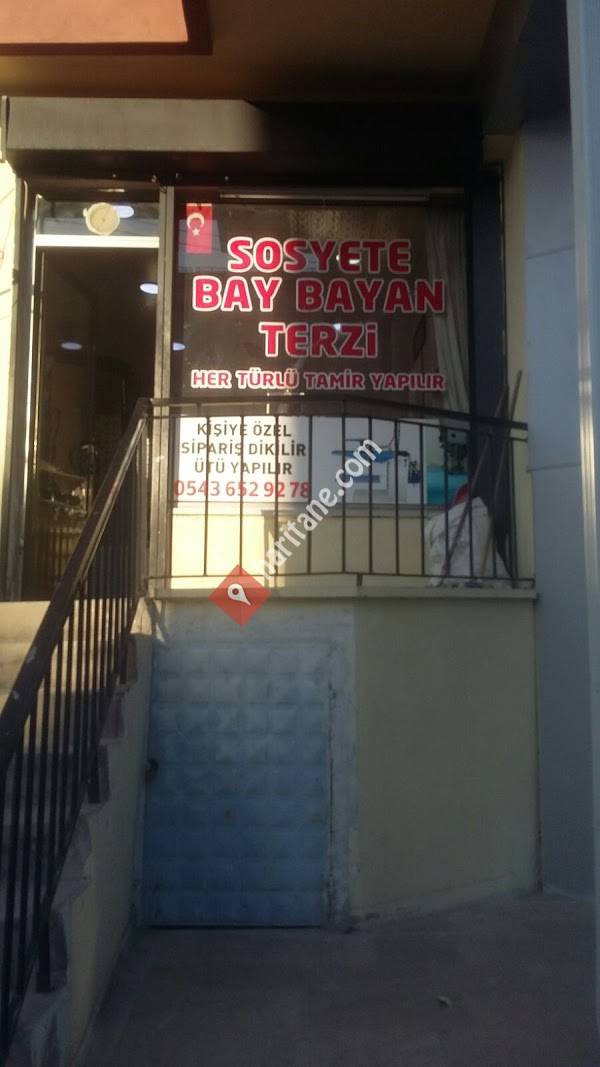 SOSYETE
BAY BAYAN
TERZİ
HER TÜRLÜ TAMİR YAPILIR
KİŞİYE ÖZEL
SİPARİŞ DİKİLİR
ÜTÜ YAPILIR
0543 652 92 78
haritane.com